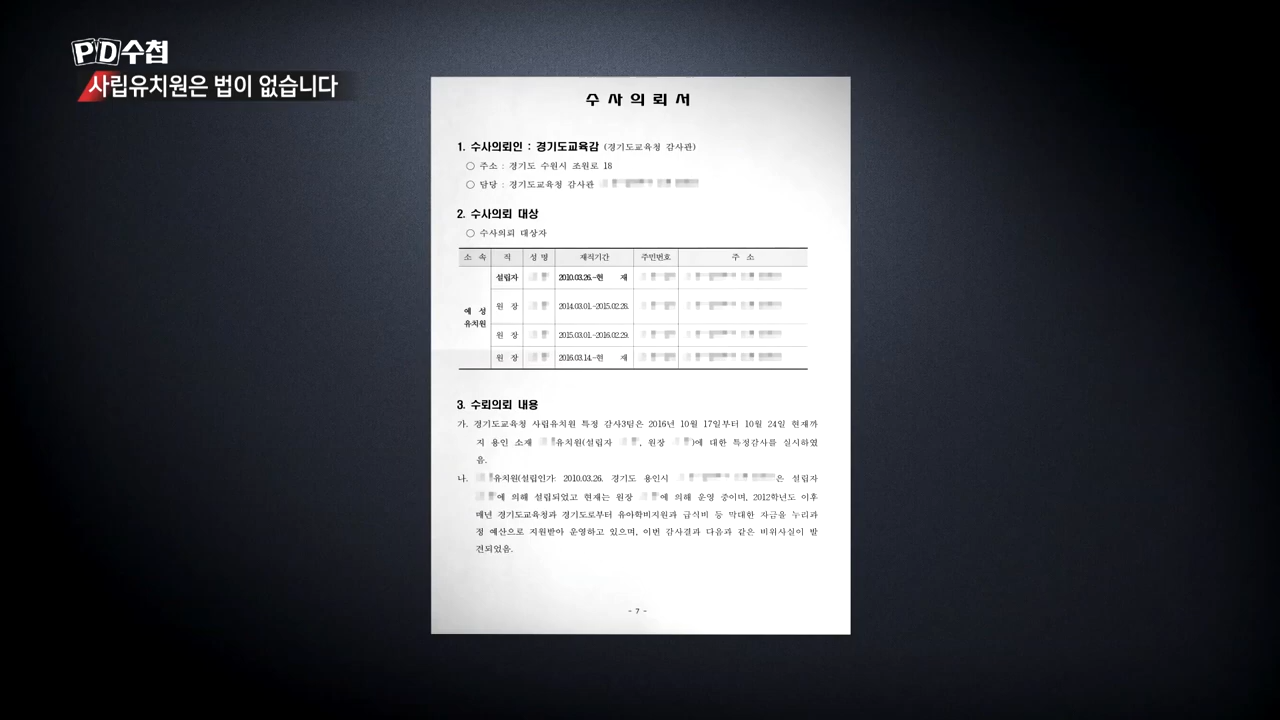 PD수첩
사립유치원은 법이 없습니다
수 사 의 뢰 서
1. 수사의뢰인 : 경기도교육감 (경기도교육청 감사관)
○ 주소 : 경기도 수원시 조원로 18
○ 담당 : 경기도교육청 감사관
2. 수사의뢰 대상
○ 수사의뢰 대상자
소 속 직 성 명 재직기간 주민번호 주 소
설립자 2010.03.26.~현 재
예 성
유치원
원 장 2014.03.01.~2015.02.28.
원 장 2015.03.01.~2016.02.29.
원 장 2016.03.14.~현 재
3. 수뢰의뢰 내용
가. 경기도교육청 사립유치원 특정 감사3팀은 2016년 10월 17일부터 10월 24일 현재까
지 용인 소재 유치원(설립자 , 원장 )에 대한 특정감사를 실시하였
음.
나. 유치원(설립인가: 2010.03.26. 경기도 용인시 은 설립자
에 의해 설립되었고 현재는 원장 에 의해 운영 중이며, 2012학년도 이후
매년 경기도교육청과 경기도로부터 유아학비지원과 급식비 등 막대한 자금을 누리과
정 예산으로 지원받아 운영하고 있으며, 이번 감사결과 다음과 같은 비위사실이 발
견되었음.
- 7 -